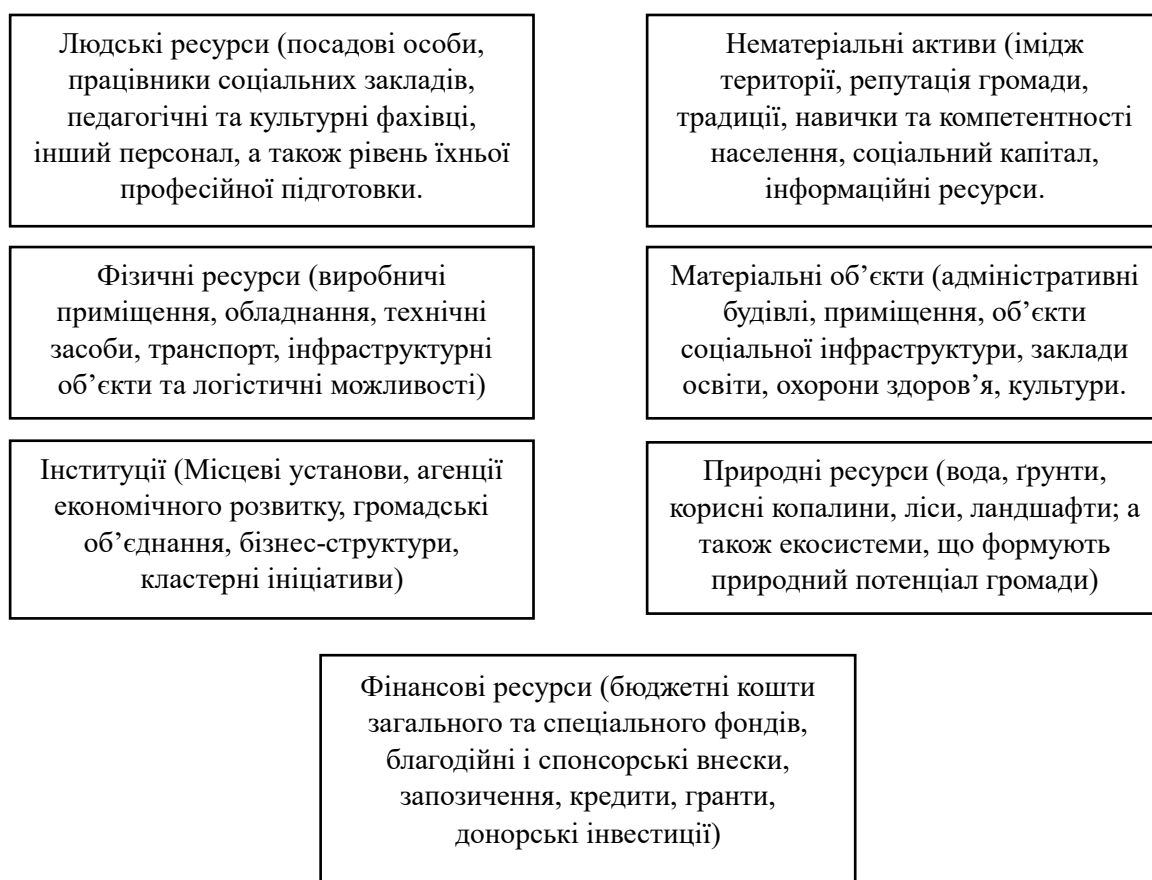 Людські ресурси (посадові особи,
працівники соціальних закладів,
педагогічні та культурні фахівці,
інший персонал, а також рівень їхньої
професійної підготовки.
Нематеріальні активи (імідж
території, репутація громади,
традиції, навички та компетентності
населення, соціальний капітал,
інформаційні ресурси.
Фізичні ресурси (виробничі
приміщення, обладнання, технічні
засоби, транспорт, інфраструктурні
об’єкти та логістичні можливості)
Матеріальні об’єкти (адміністративні
будівлі, приміщення, об’єкти
соціальної інфраструктури, заклади
освіти, охорони здоров’я, культури.
Інституції (Місцеві установи, агенції
економічного розвитку, громадські
об’єднання, бізнес-структури,
кластерні ініціативи)
Природні ресурси (вода, ґрунти,
корисні копалини, ліси, ландшафти; а
також екосистеми, що формують
природний потенціал громади)
Фінансові ресурси (бюджетні кошти
загального та спеціального фондів,
благодійні і спонсорські внески,
запозичення, кредити, гранти,
донорські інвестиції)